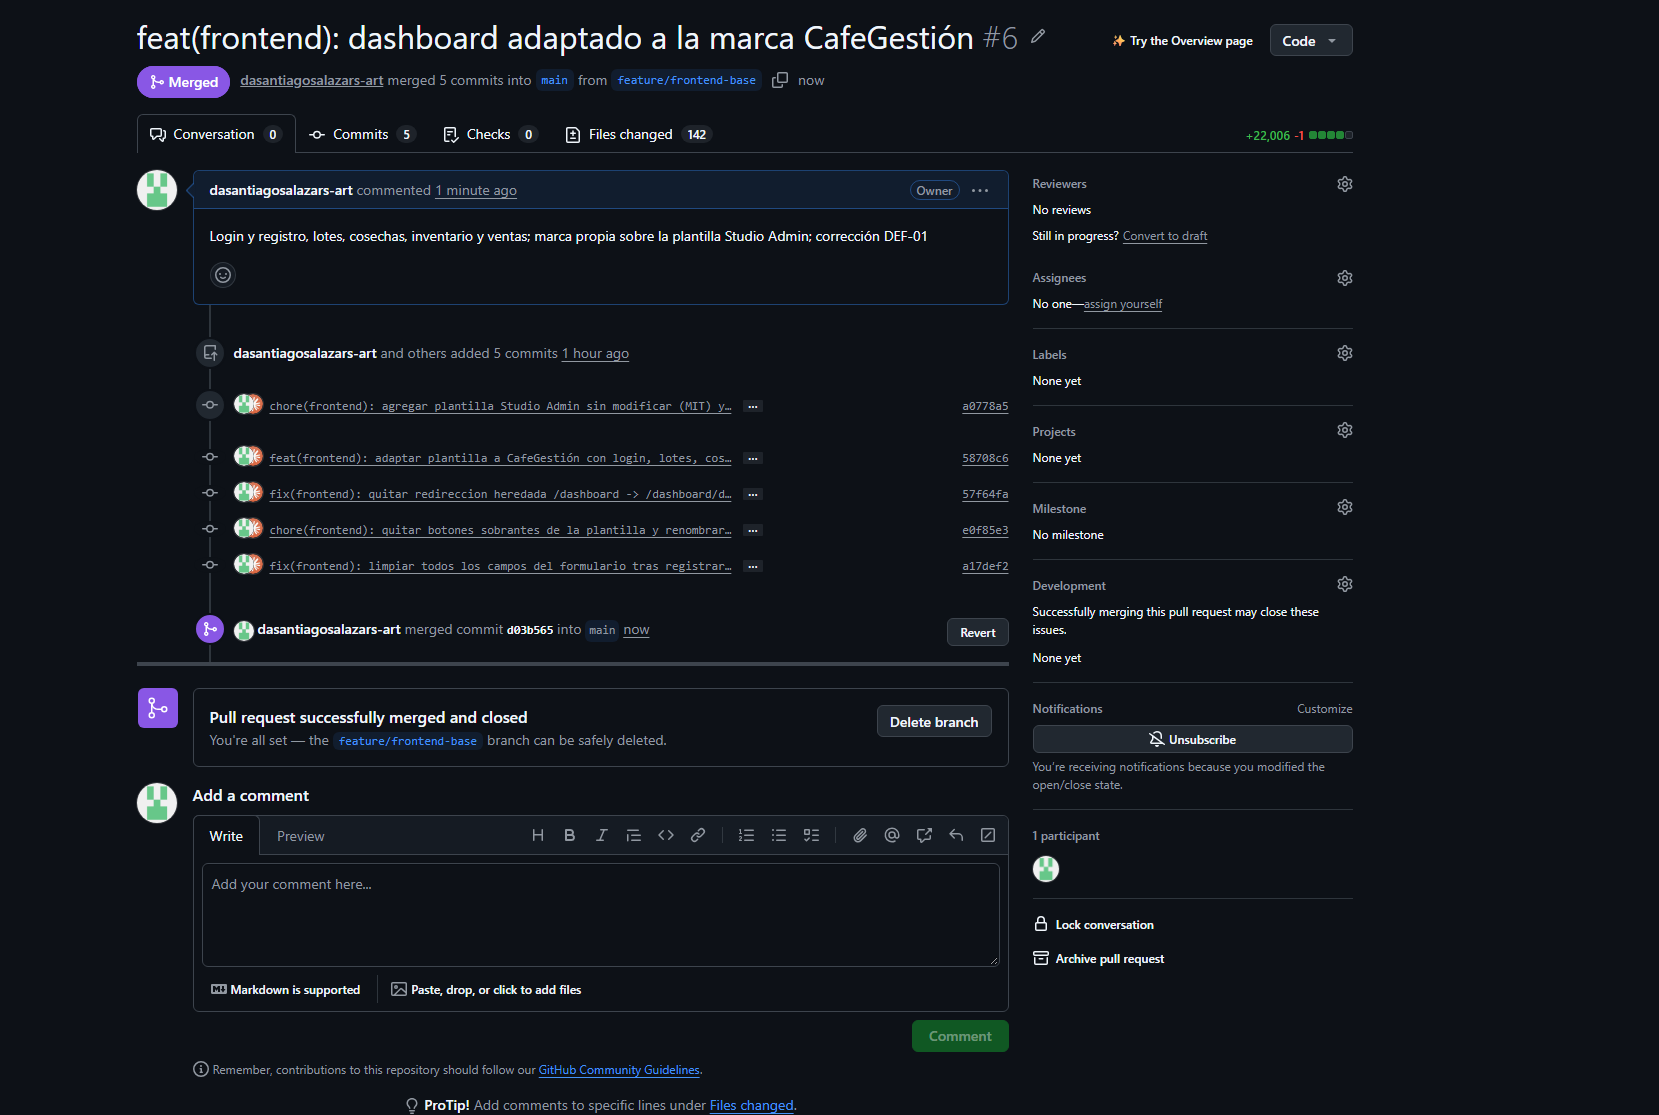 feat(frontend): dashboard adaptado a la marca CafeGestión #6
Try the Overview page
Code
Merged
dasantiagosalazars-art merged 5 commits into main from feature/frontend-base now
Conversation 0
Commits 5
Checks 0
Files changed 142
+22,006 -1
dasantiagosalazars-art commented 1 minute ago
Owner
Login y registro, lotes, cosechas, inventario y ventas; marca propia sobre la plantilla Studio Admin; corrección DEF-01
dasantiagosalazars-art and others added 5 commits 1 hour ago
chore(frontend): agregar plantilla Studio Admin sin modificar (MIT) y… ... a0778a5
feat(frontend): adaptar plantilla a CafeGestión con login, lotes, cos… ... 58708c6
fix(frontend): quitar redireccion heredada /dashboard -> /dashboard/d… ... 57f64fa
chore(frontend): quitar botones sobrantes de la plantilla y renombrar… ... e0f85e3
fix(frontend): limpiar todos los campos del formulario tras registrar… ... a17def2
dasantiagosalazars-art merged commit d03b565 into main now
Revert
Pull request successfully merged and closed
You're all set — the feature/frontend-base branch can be safely deleted.
Delete branch
Add a comment
Write
Preview
Add your comment here...
Markdown is supported
Paste, drop, or click to add files
Comment
Remember, contributions to this repository should follow our GitHub Community Guidelines.
ProTip! Add comments to specific lines under Files changed.
Reviewers
No reviews
Still in progress? Convert to draft
Assignees
No one—assign yourself
Labels
None yet
Projects
None yet
Milestone
No milestone
Development
Successfully merging this pull request may close these
issues.
None yet
Notifications
Customize
Unsubscribe
You're receiving notifications because you modified the
open/close state.
1 participant
Lock conversation
Archive pull request